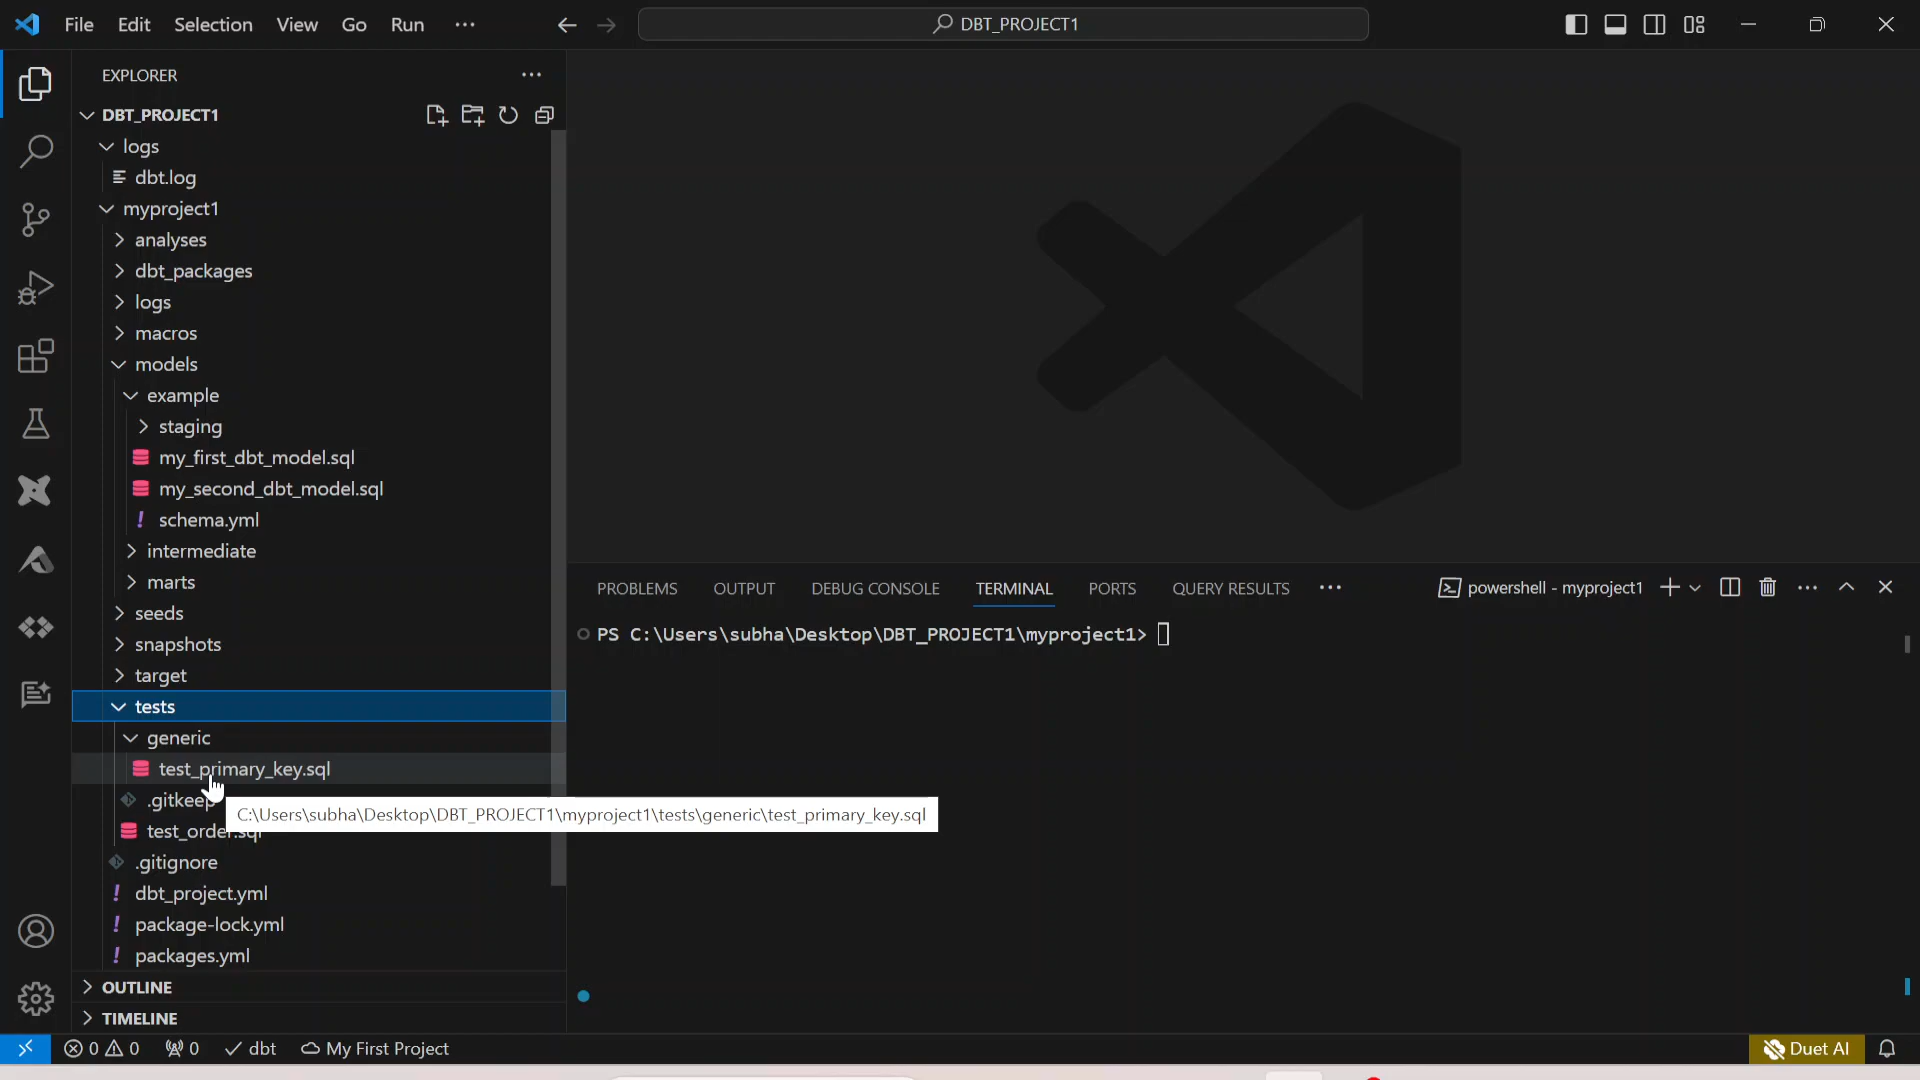 File Edit Selection View Go Run ···
DBT_PROJECT1
EXPLORER
DBT_PROJECT1
logs
dbt.log
myproject1
analyses
dbt_packages
logs
macros
models
example
staging
my_first_dbt_model.sql
my_second_dbt_model.sql
! schema.yml
intermediate
marts
seeds
snapshots
target
tests
generic
test_primary_key.sql
.gitkeep
C:\Users\subha\Desktop\DBT_PROJECT1\myproject1\tests\generic\test_primary_key.sql
test_order.sql
.gitignore
! dbt_project.yml
! package-lock.yml
! packages.yml
OUTLINE
TIMELINE
PROBLEMS OUTPUT DEBUG CONSOLE TERMINAL PORTS QUERY RESULTS ···
powershell - myproject1
PS C:\Users\subha\Desktop\DBT_PROJECT1\myproject1>
0 0 0 dbt My First Project
Duet AI